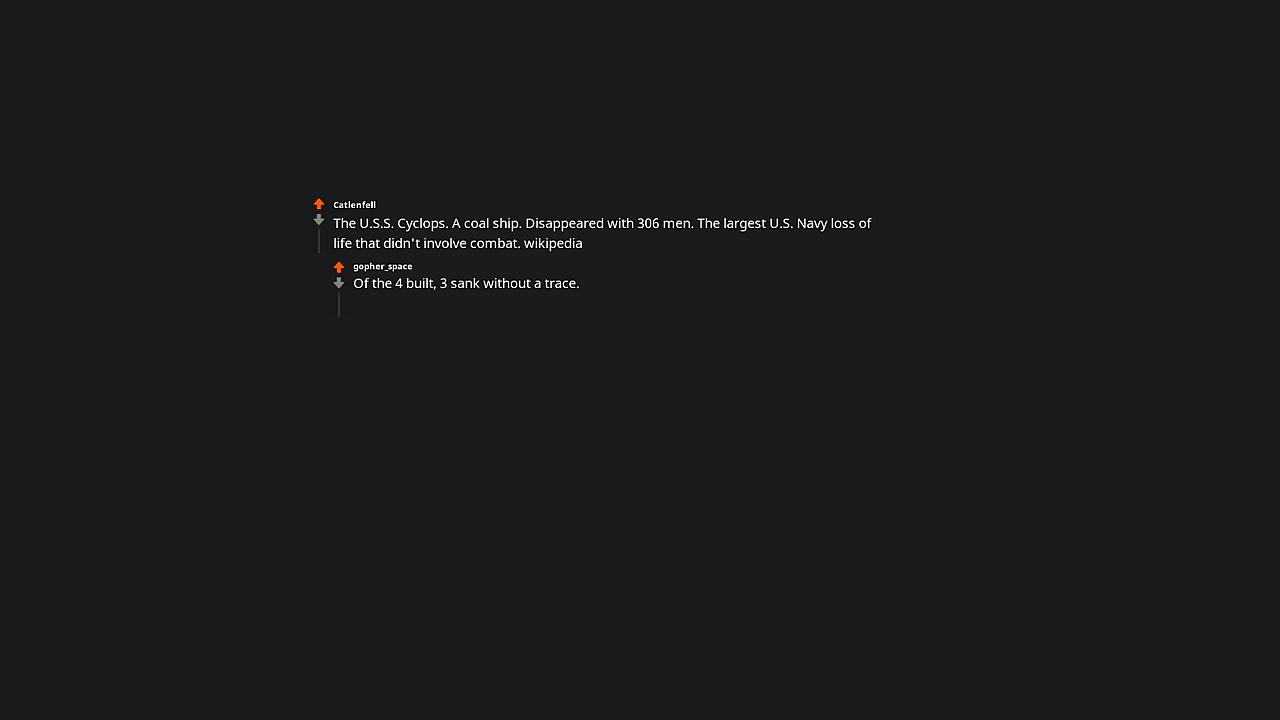 Catlenfell
The U.S.S. Cyclops. A coal ship. Disappeared with 306 men. The largest U.S. Navy loss of
life that didn't involve combat. wikipedia
gopher_space
Of the 4 built, 3 sank without a trace.